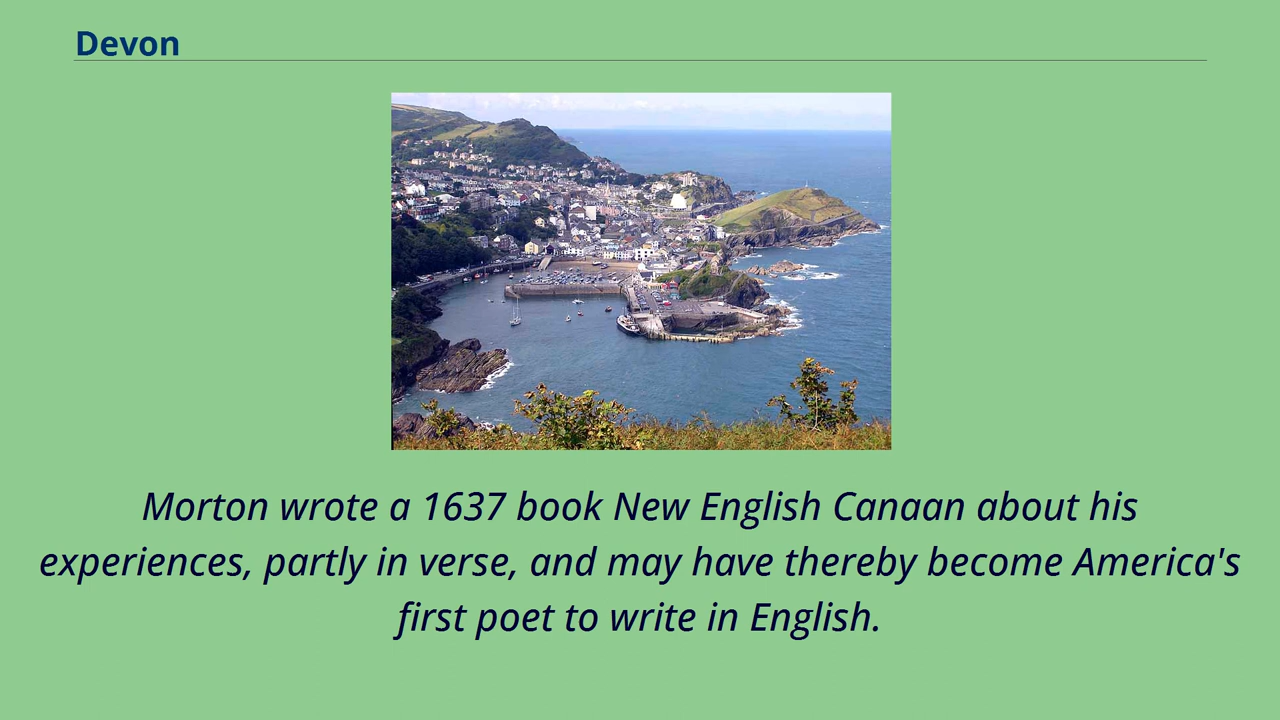 Devon
Morton wrote a 1637 book New English Canaan about his
experiences, partly in verse, and may have thereby become America's
first poet to write in English.